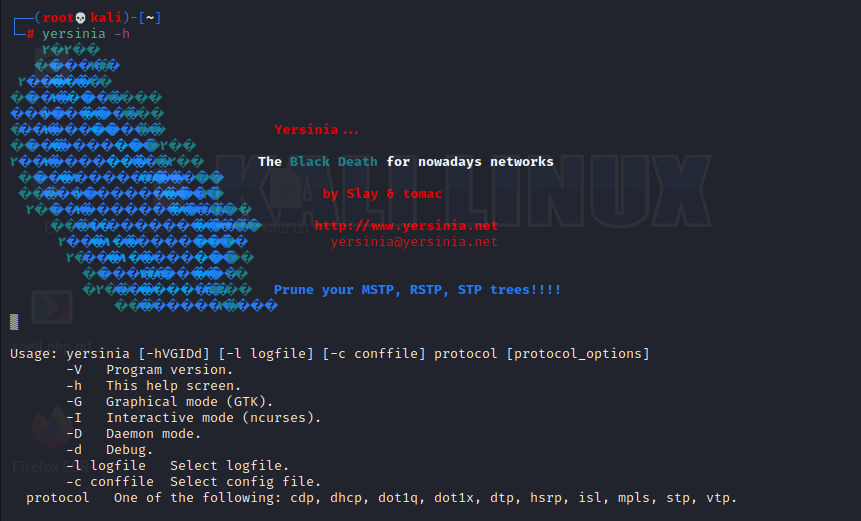 (root💀kali)-[~]
# yersinia -h
Yersinia...
The Black Death for nowadays networks
by Slay & tomac
http://www.yersinia.net
yersinia@yersinia.net
Prune your MSTP, RSTP, STP trees!!!!
KALI LINUX
Usage: yersinia [-hVGIDd] [-l logfile] [-c conffile] protocol [protocol_options]
-V   Program version.
-h   This help screen.
-G   Graphical mode (GTK).
-I   Interactive mode (ncurses).
-D   Daemon mode.
-d   Debug.
-l logfile   Select logfile.
-c conffile  Select config file.
protocol   One of the following: cdp, dhcp, dot1q, dot1x, dtp, hsrp, isl, mpls, stp, vtp.